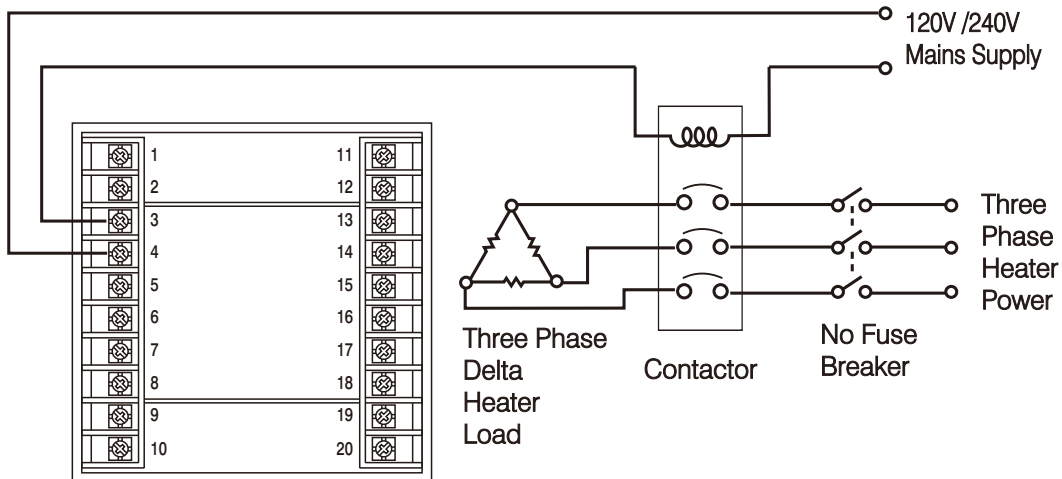 120V /240V
Mains Supply
1
2
3
4
5
6
7
8
9
10
11
12
13
14
15
16
17
18
19
20
Three Phase
Delta
Heater
Load
Contactor
No Fuse
Breaker
Three
Phase
Heater
Power